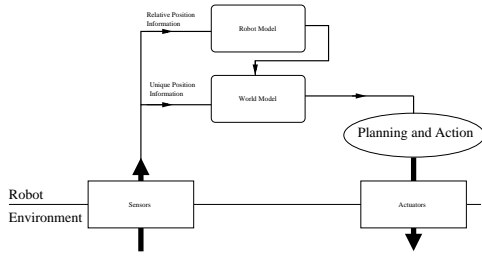 Relative Position
Information
Robot Model
Unique Position
Information
World Model
Planning and Action
Robot
Environment
Sensors
Actuators